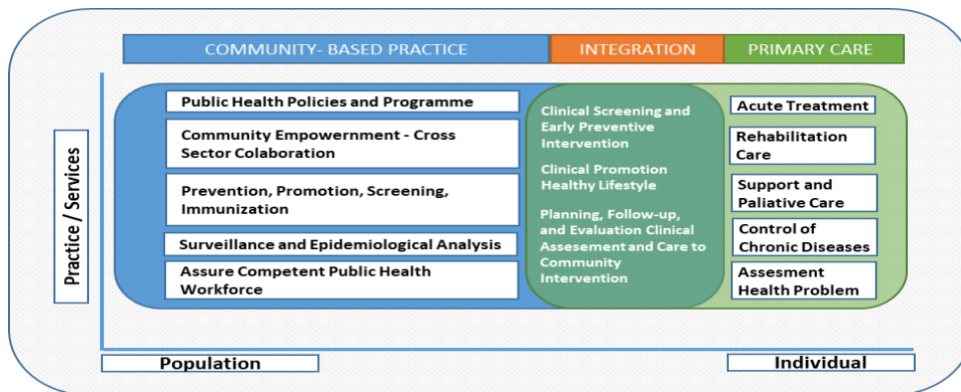 COMMUNITY- BASED PRACTICE
INTEGRATION
PRIMARY CARE
Practice / Services
Public Health Policies and Programme
Community Empowernment - Cross
Sector Colaboration
Prevention, Promotion, Screening,
Immunization
Surveillance and Epidemiological Analysis
Assure Competent Public Health
Workforce
Clinical Screening and
Early Preventive
Intervention
Clinical Promotion
Healthy Lifestyle
Planning, Follow-up,
and Evaluation Clinical
Assesment and Care to
Community
Intervention
Acute Treatment
Rehabilitation
Care
Support and
Paliative Care
Control of
Chronic Diseases
Assesment
Health Problem
Population
Individual